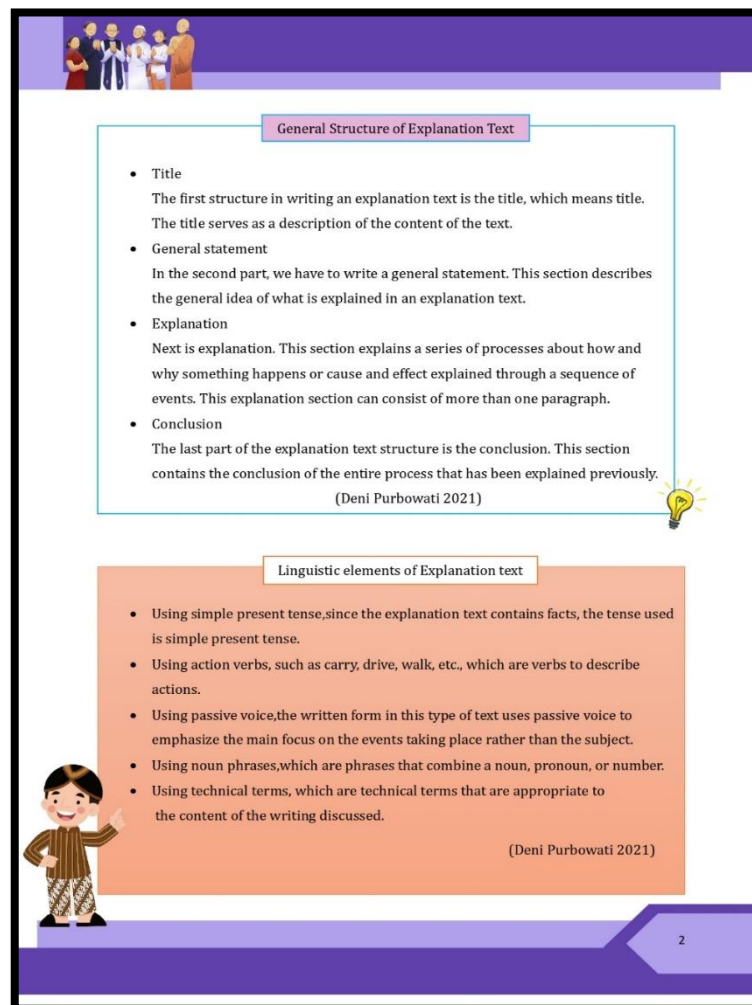 General Structure of Explanation Text
• Title
The first structure in writing an explanation text is the title, which means title.
The title serves as a description of the content of the text.
• General statement
In the second part, we have to write a general statement. This section describes
the general idea of what is explained in an explanation text.
• Explanation
Next is explanation. This section explains a series of processes about how and
why something happens or cause and effect explained through a sequence of
events. This explanation section can consist of more than one paragraph.
• Conclusion
The last part of the explanation text structure is the conclusion. This section
contains the conclusion of the entire process that has been explained previously.
(Deni Purbowati 2021)
Linguistic elements of Explanation text
• Using simple present tense,since the explanation text contains facts, the tense used
is simple present tense.
• Using action verbs, such as carry, drive, walk, etc., which are verbs to describe
actions.
• Using passive voice,the written form in this type of text uses passive voice to
emphasize the main focus on the events taking place rather than the subject.
• Using noun phrases,which are phrases that combine a noun, pronoun, or number.
• Using technical terms, which are technical terms that are appropriate to
the content of the writing discussed.
(Deni Purbowati 2021)
2